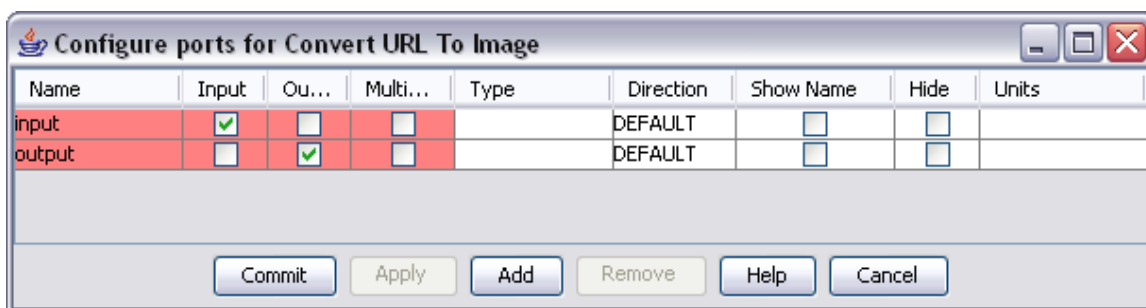 Configure ports for Convert URL To Image
Name Input Ou... Multi... Type Direction Show Name Hide Units
input DEFAULT
output DEFAULT
Commit Apply Add Remove Help Cancel